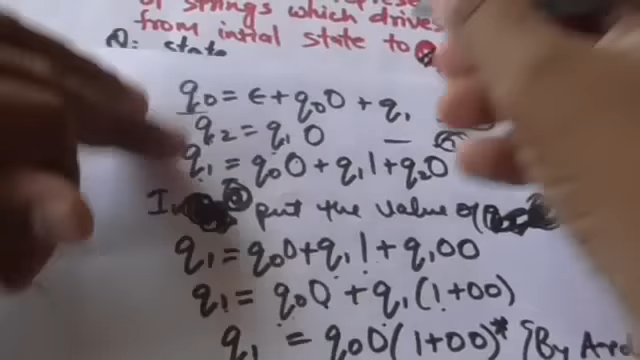 of strings which drives
from initial state to
Q: state
q0 = ε + q00 + q1
q2 = q1 0
q1 = q00 + q11 + q20
In put the value of
q1 = q00 + q11 + q100
q1 = q00 + q1(1+00)
q1 = q00(1+00)* {By